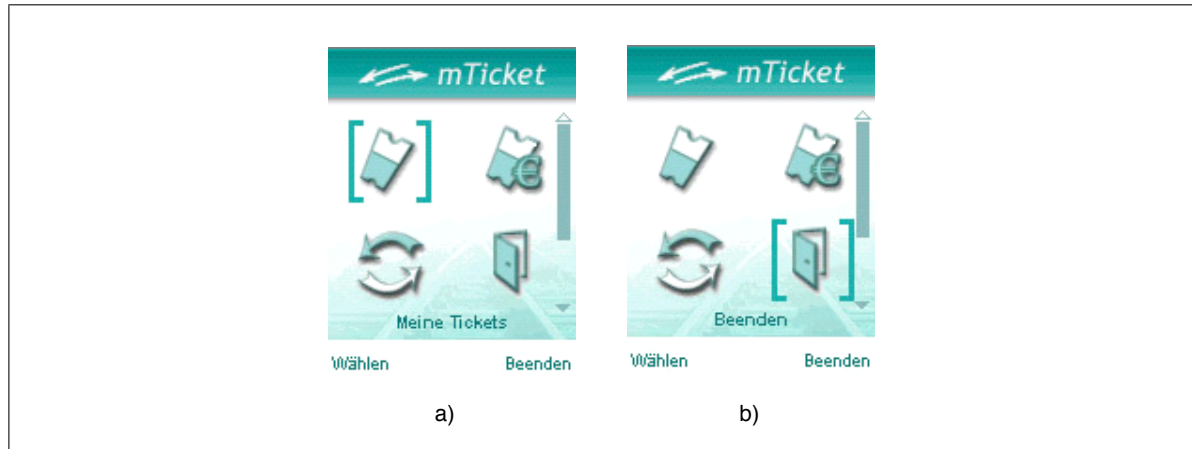 mTicket
Meine Tickets
Wählen Beenden
a)
mTicket
Beenden
Wählen Beenden
b)